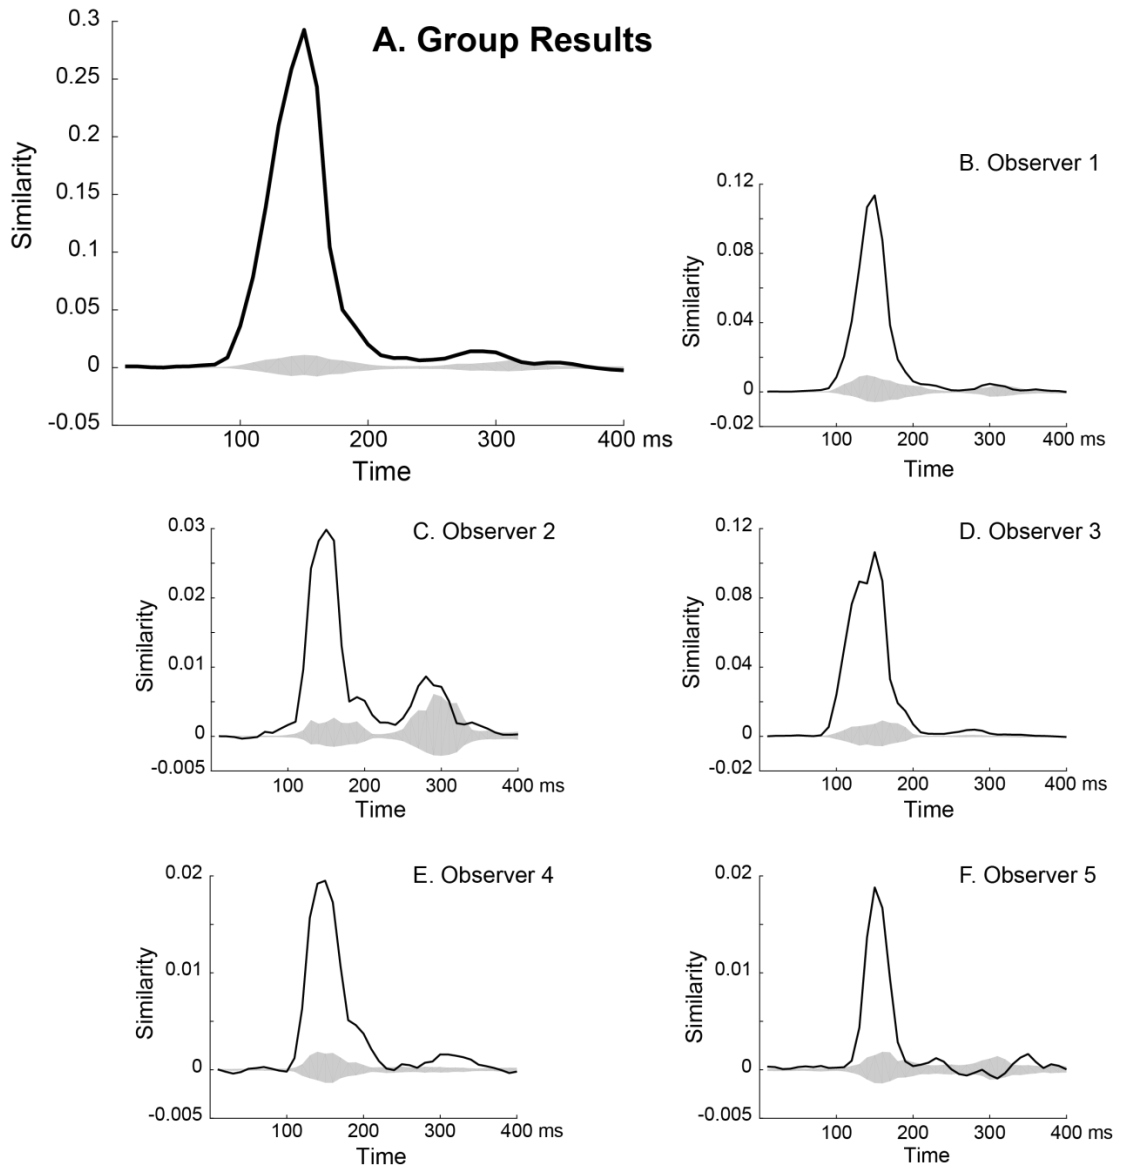 A. Group Results
0.3
0.25
0.2
0.15
0.1
0.05
0
-0.05
Similarity
100 200 300 400 ms
Time
B. Observer 1
0.12
0.08
0.04
0
-0.02
Similarity
100 200 300 400 ms
Time
C. Observer 2
0.03
0.02
0.01
0
-0.005
Similarity
100 200 300 400 ms
Time
D. Observer 3
0.12
0.08
0.04
0
-0.02
Similarity
100 200 300 400 ms
Time
E. Observer 4
0.02
0.01
0
-0.005
Similarity
100 200 300 400 ms
Time
F. Observer 5
0.02
0.01
0
-0.005
Similarity
100 200 300 400 ms
Time